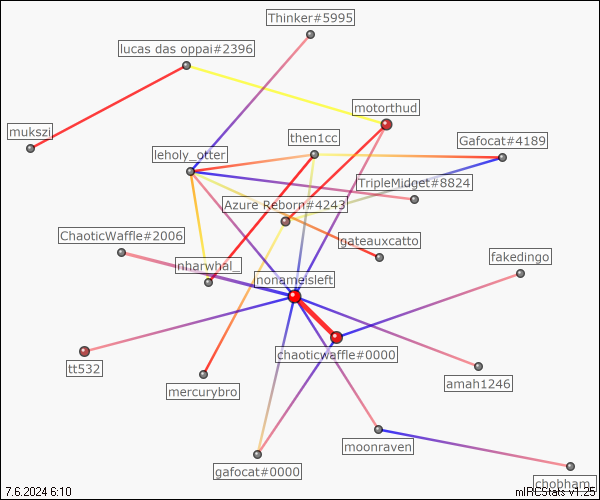 Thinker#5995
lucas das oppai#2396
motorthud
mukszi
then1cc
Gafocat#4189
leholy_otter
TripleMidget#8824
Azure Reborn#4243
ChaoticWaffle#2006
gateauxcatto
fakedingo
nharwhal_
nonameisleft
chaoticwaffle#0000
tt532
amah1246
mercurybro
moonraven
gafocat#0000
cbobham_
7.6.2024 6:10
mIRCStats v1.25